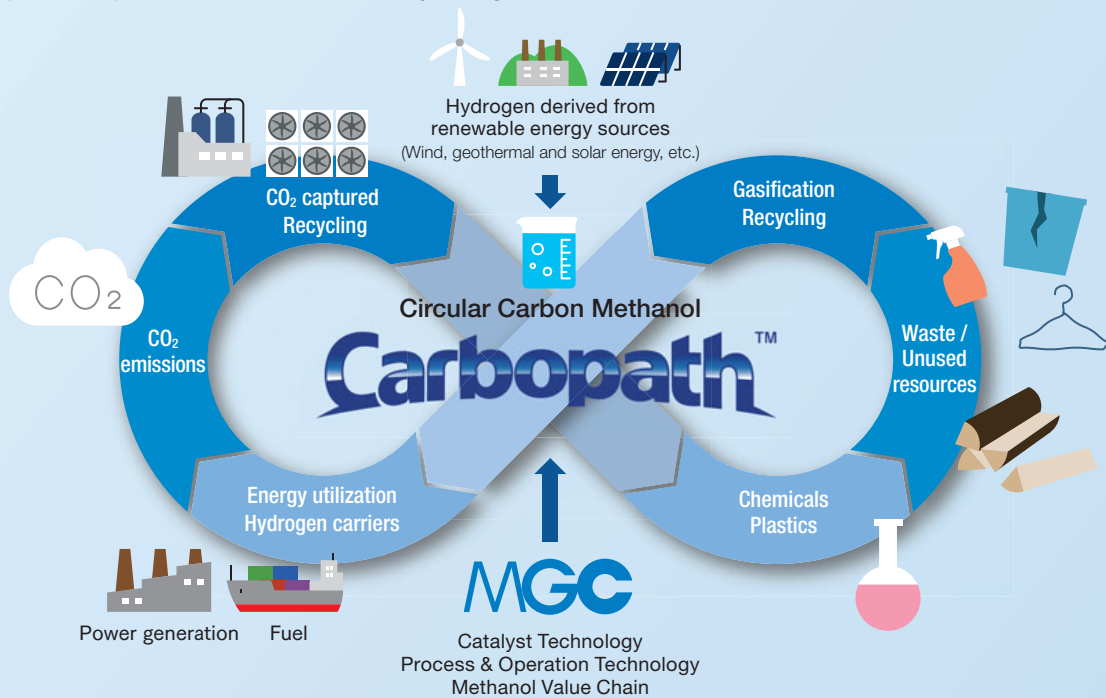 Hydrogen derived from
renewable energy sources
(Wind, geothermal and solar energy, etc.)
CO₂ captured
Recycling
Gasification
Recycling
CO₂
Circular Carbon Methanol
Carbopath™
CO₂
emissions
Waste /
Unused
resources
Energy utilization
Hydrogen carriers
Chemicals
Plastics
MGC
Power generation
Fuel
Catalyst Technology
Process & Operation Technology
Methanol Value Chain